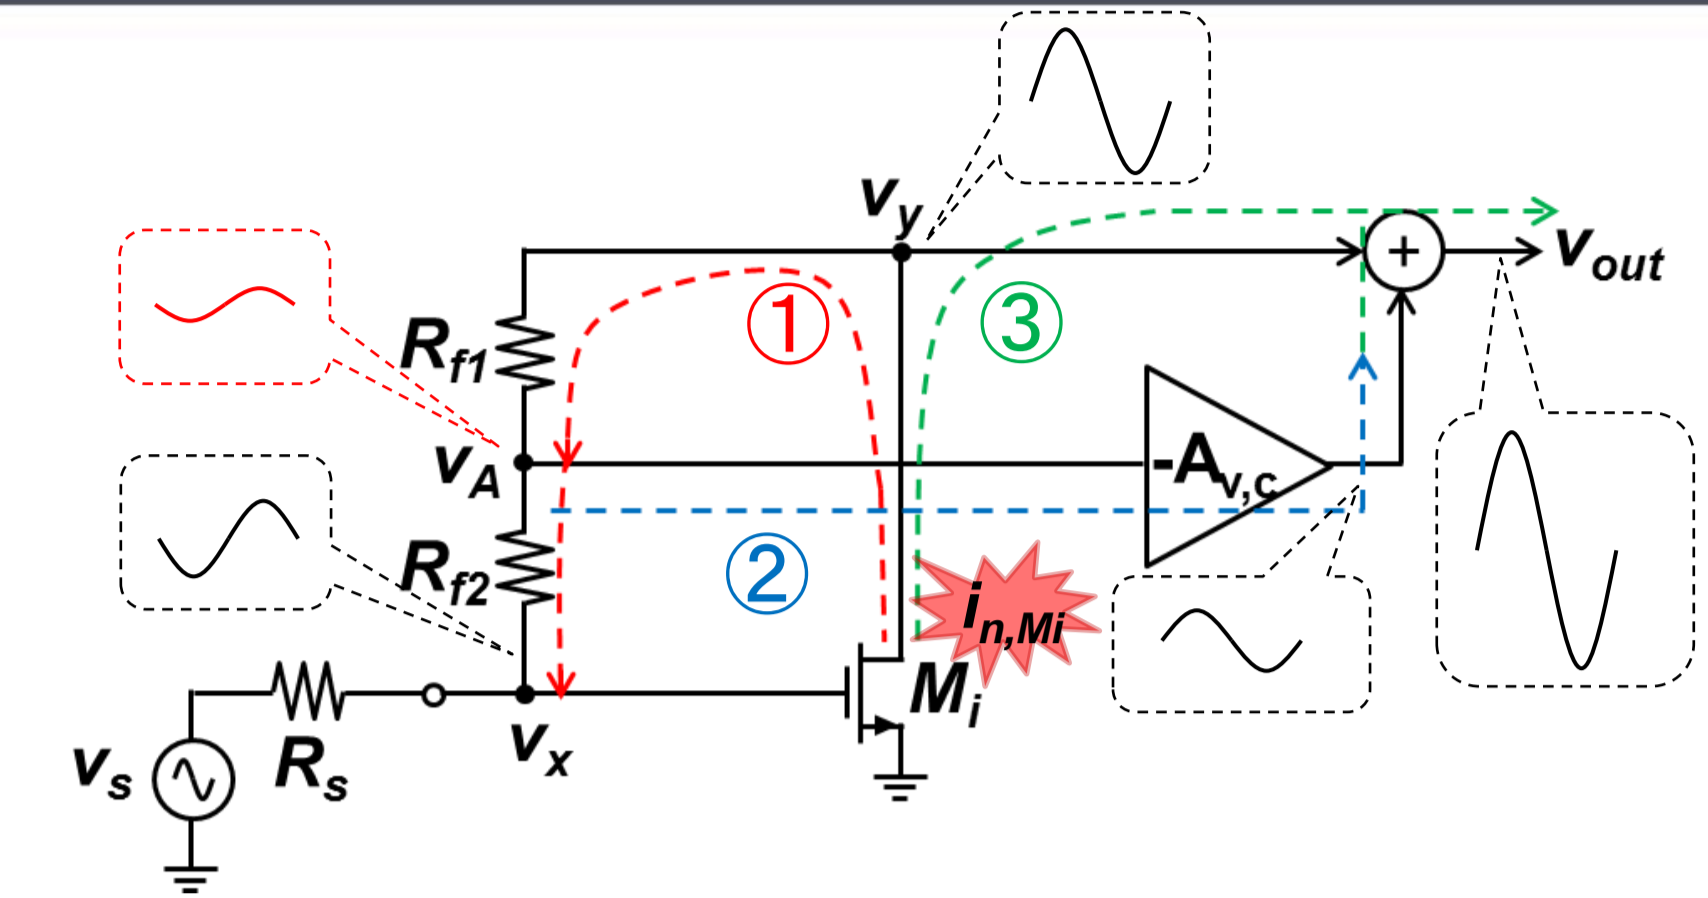 vy
+
vout
①
③
Rf1
vA
-Av,c
②
Rf2
in,Mi
Mi
vx
vs
Rs